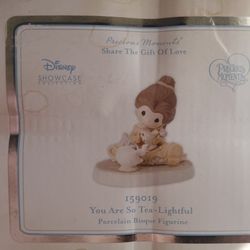 Precious Moments®
Share The Gift Of Love
Disney
SHOWCASE
COLLECTION
PRECIOUS
MOMENTS
159019
You Are So Tea-Lightful
Porcelain Bisque Figurine